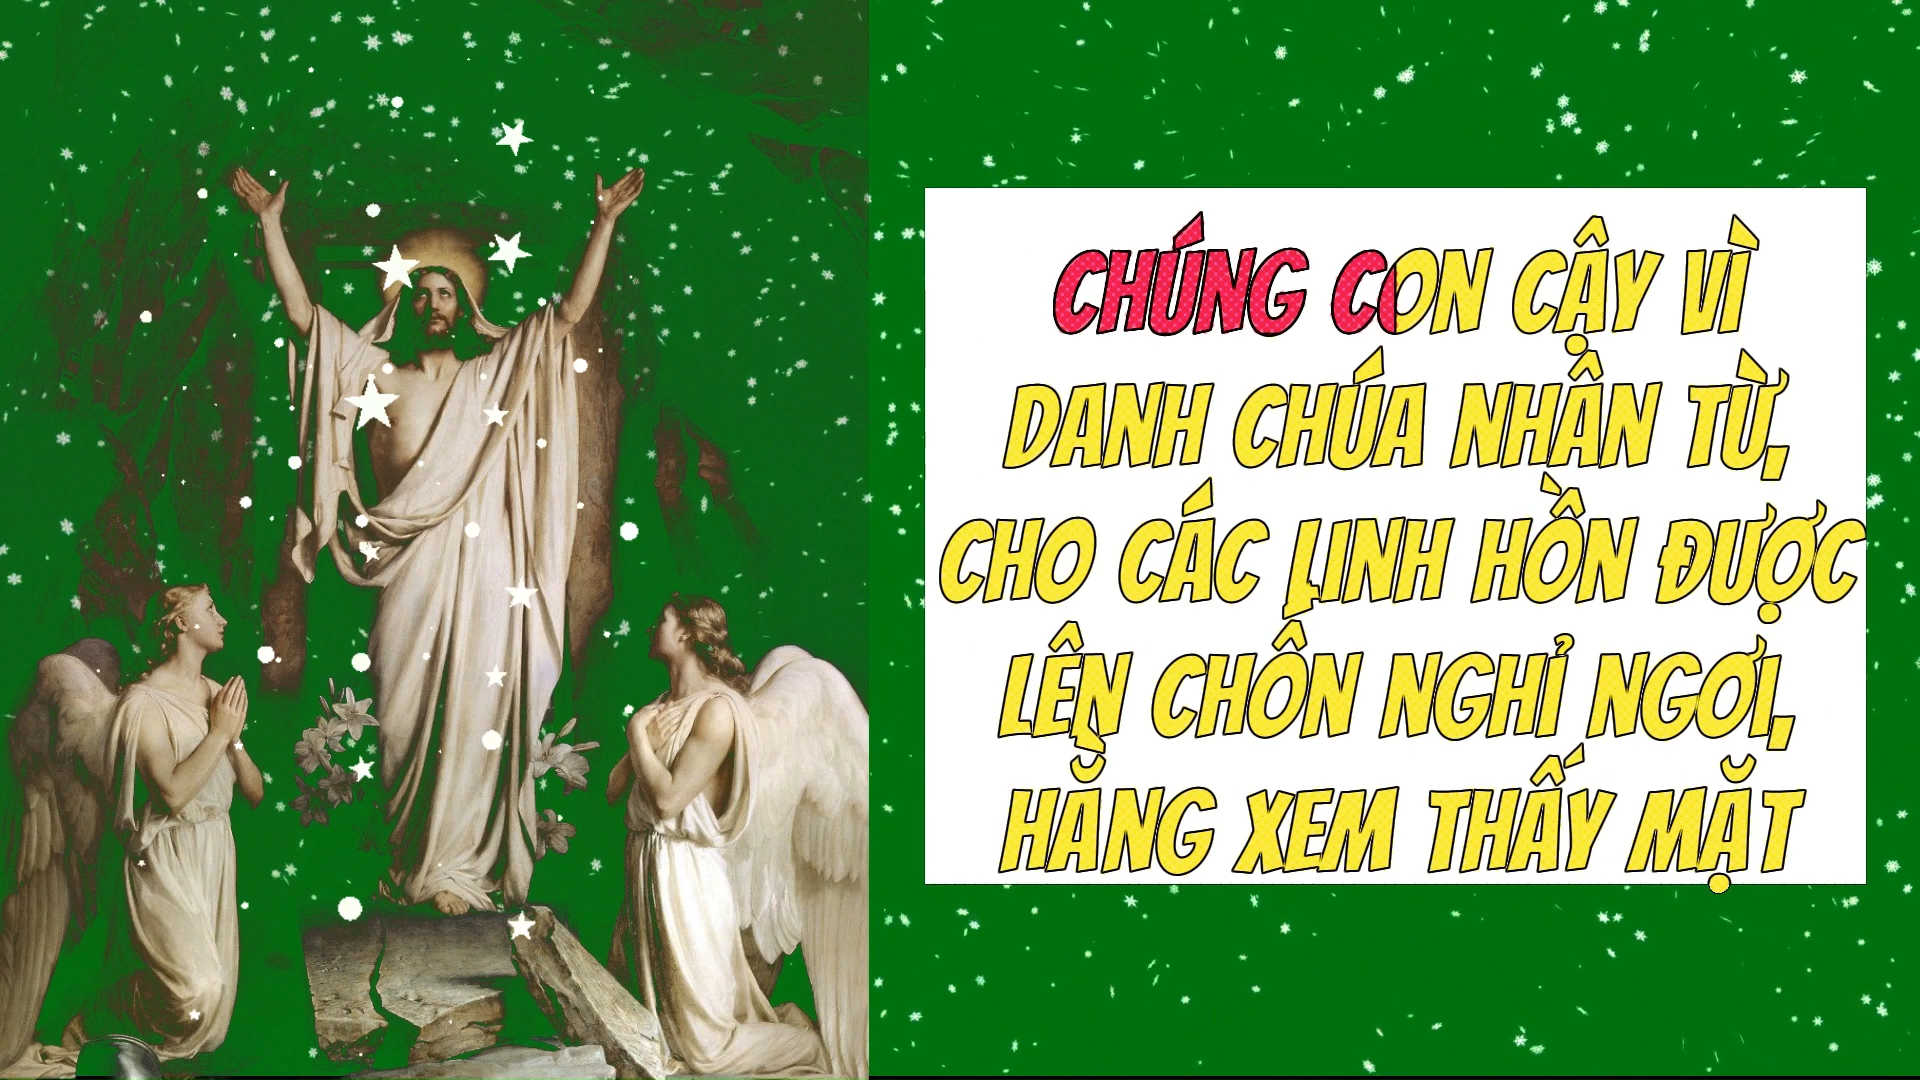 CHÚNG CON CẬY VÌ
DANH CHÚA NHÂN TỪ,
CHO CÁC LINH HỒN ĐƯỢC
LÊN CHỐN NGHỈ NGƠI,
HẰNG XEM THẤY MẶT